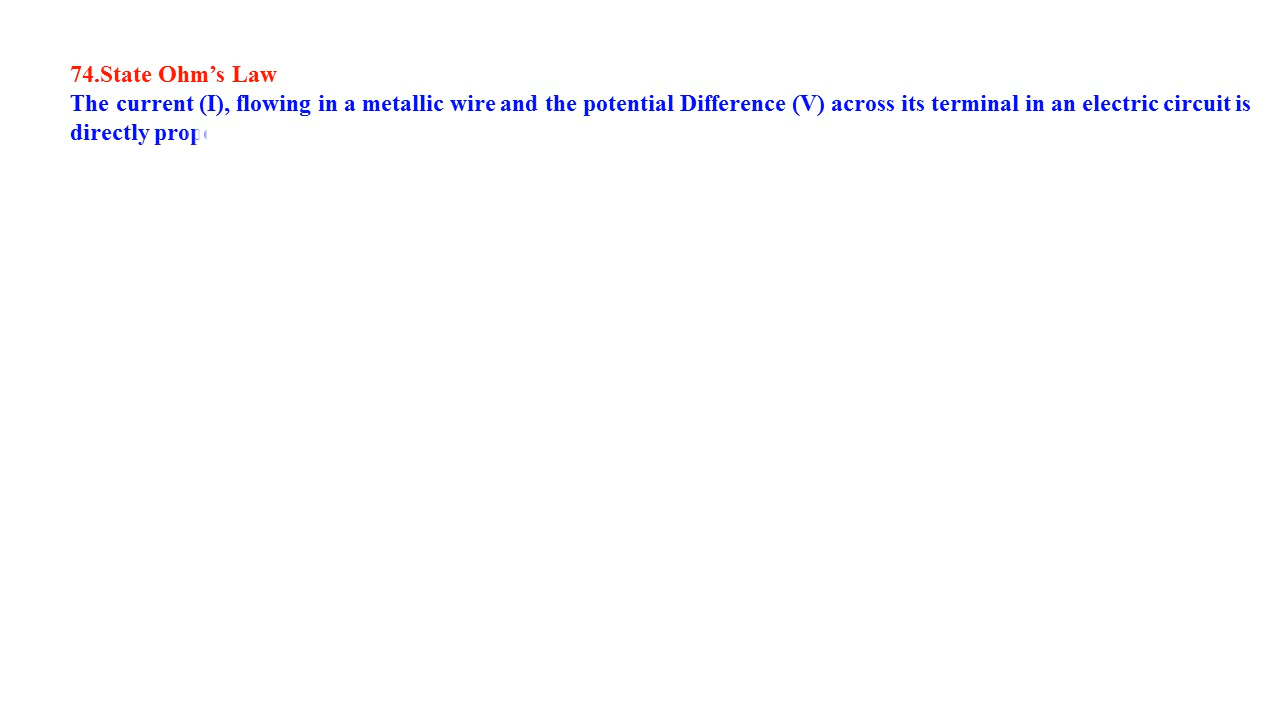 74.State Ohm’s Law
The current (I), flowing in a metallic wire and the potential Difference (V) across its terminal in an electric circuit is
directly prop